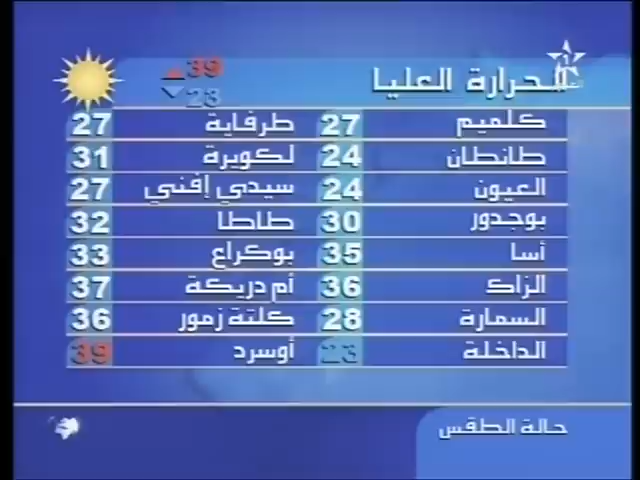 الحرارة العليا
39
23
كلميم 27 طرفاية 27
طانطان 24 لكويرة 31
العيون 24 سيدي إفني 27
بوجدور 30 طاطا 32
أسا 35 بوكراع 33
الزاك 36 أم دريكة 37
السمارة 28 كلتة زمور 36
الداخلة 23 أوسرد 39
حالة الطقس